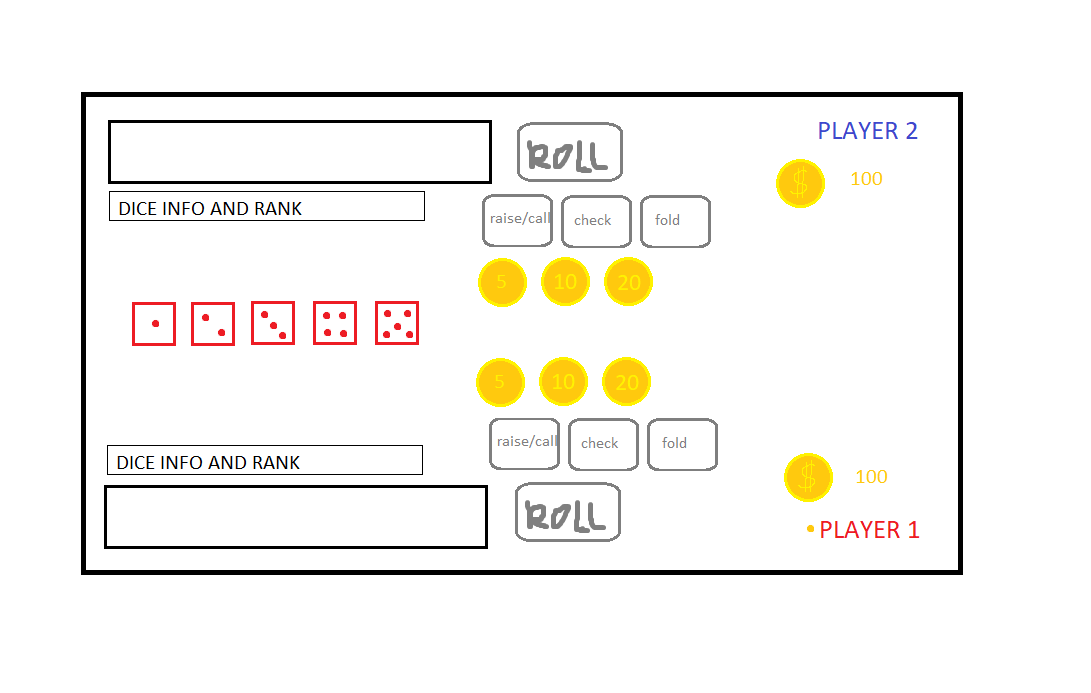 PLAYER 2
ROLL
$ 100
DICE INFO AND RANK
raise/call check fold
5 10 20
5 10 20
raise/call check fold
DICE INFO AND RANK
$ 100
ROLL
PLAYER 1